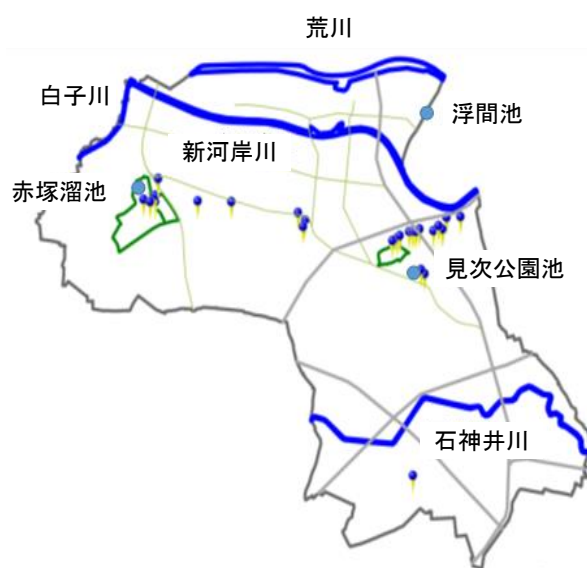 荒川
白子川
浮間池
新河岸川
赤塚溜池
見次公園池
石神井川